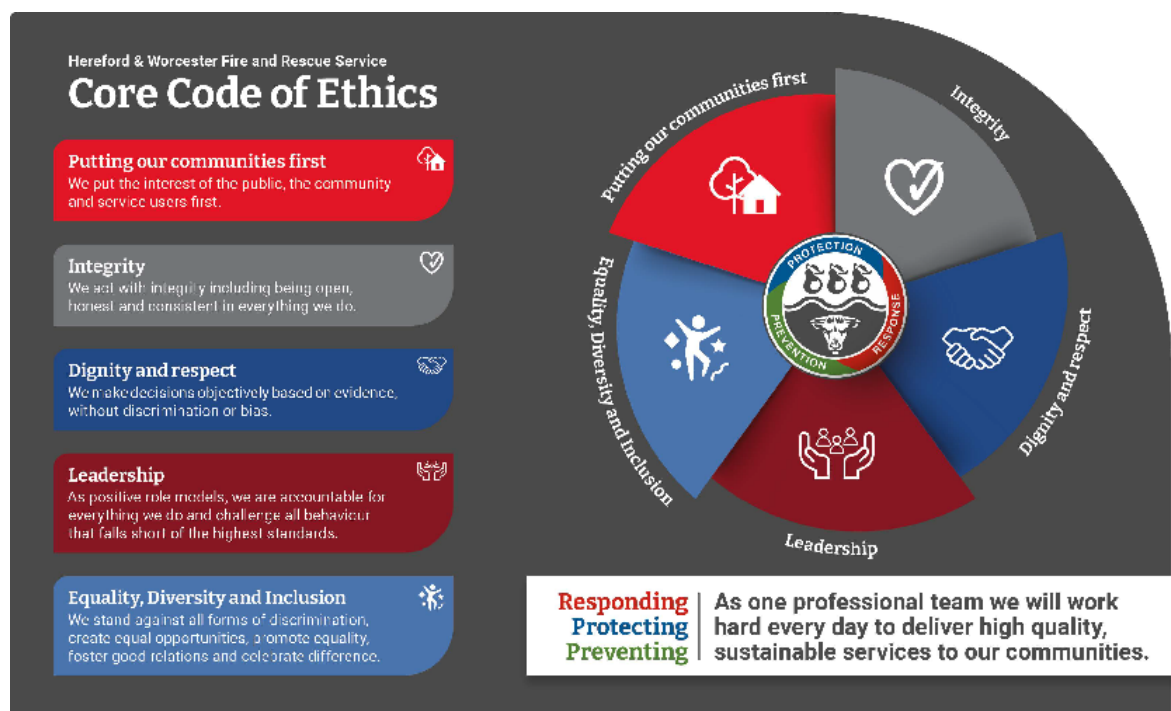 Hereford & Worcester Fire and Rescue Service
Core Code of Ethics
Putting our communities first
We put the interest of the public, the community
and service users first.
Integrity
We act with integrity including being open,
honest and consistent in everything we do.
Dignity and respect
We make decisions objectively based on evidence,
without discrimination or bias.
Leadership
As positive role models, we are accountable for
everything we do and challenge all behaviour
that falls short of the highest standards.
Equality, Diversity and Inclusion
We stand against all forms of discrimination,
create equal opportunities, promote equality,
foster good relations and celebrate difference.
Putting our communities first
Integrity
Dignity and respect
Leadership
Equality, Diversity and Inclusion
PROTECTION
RESPONSE
PREVENTION
Responding
Protecting
Preventing
As one professional team we will work
hard every day to deliver high quality,
sustainable services to our communities.